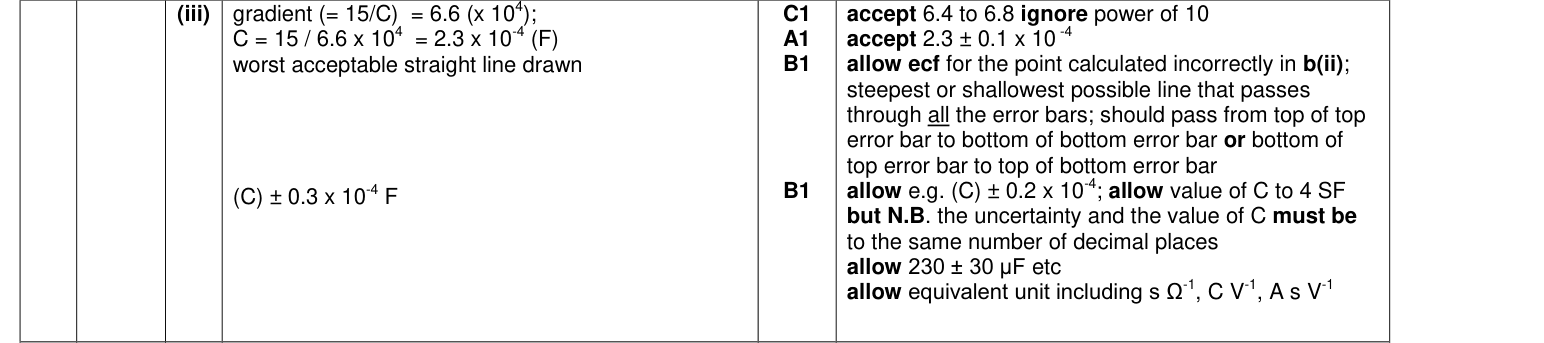 (iii) gradient (= 15/C) = 6.6 (x 10⁴); C1 accept 6.4 to 6.8 ignore power of 10
C = 15 / 6.6 x 10⁴ = 2.3 x 10⁻⁴ (F) A1 accept 2.3 ± 0.1 x 10⁻⁴
worst acceptable straight line drawn B1 allow ecf for the point calculated incorrectly in b(ii);
steepest or shallowest possible line that passes
through all the error bars; should pass from top of top
error bar to bottom of bottom error bar or bottom of
top error bar to top of bottom error bar
(C) ± 0.3 x 10⁻⁴ F B1 allow e.g. (C) ± 0.2 x 10⁻⁴; allow value of C to 4 SF
but N.B. the uncertainty and the value of C must be
to the same number of decimal places
allow 230 ± 30 µF etc
allow equivalent unit including s Ω⁻¹, C V⁻¹, A s V⁻¹